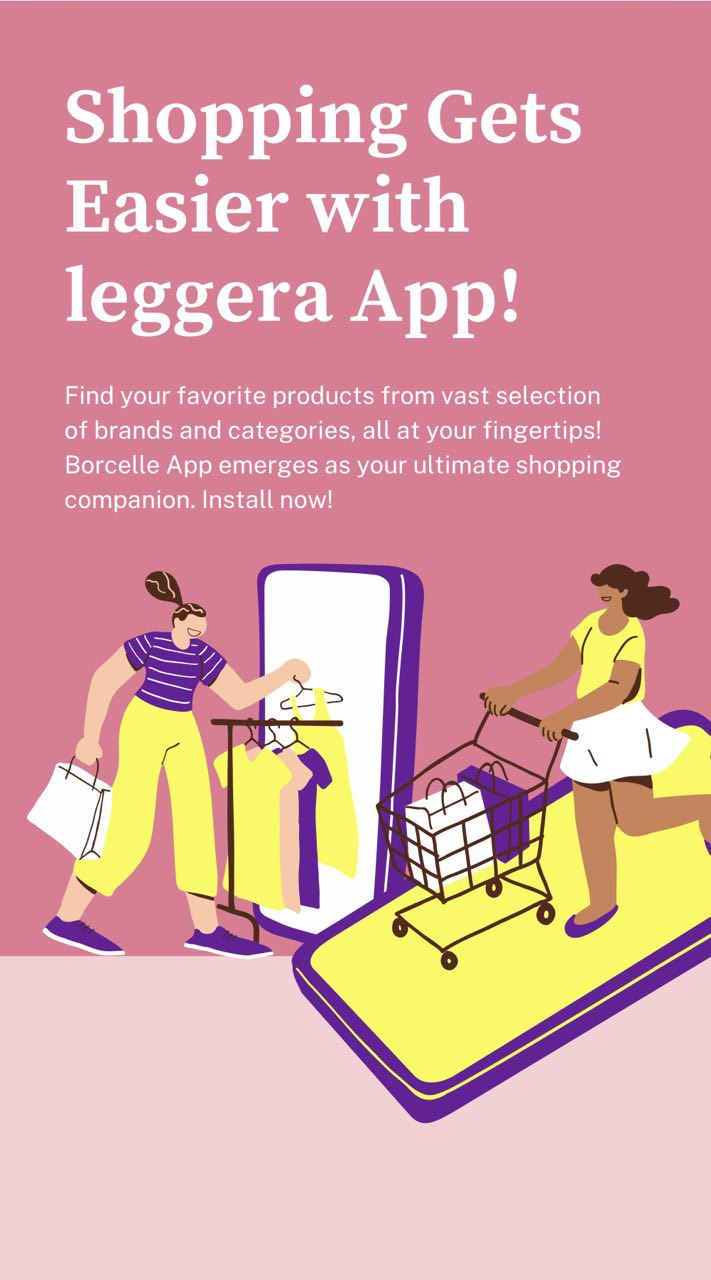 Shopping Gets
Easier with
leggera App!
Find your favorite products from vast selection
of brands and categories, all at your fingertips!
Borcelle App emerges as your ultimate shopping
companion. Install now!